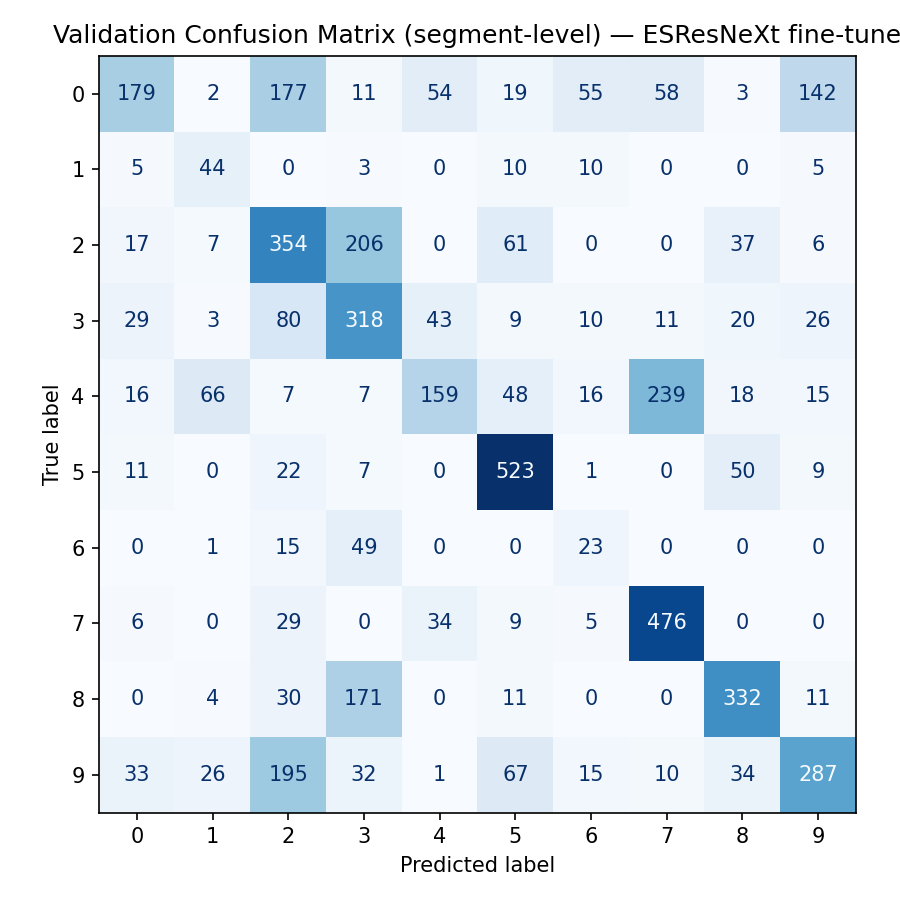 Validation Confusion Matrix (segment-level) — ESResNeXt fine-tune
0 179 2 177 11 54 19 55 58 3 142
1 5 44 0 3 0 10 10 0 0 5
2 17 7 354 206 0 61 0 0 37 6
3 29 3 80 318 43 9 10 11 20 26
True label
4 16 66 7 7 159 48 16 239 18 15
5 11 0 22 7 0 523 1 0 50 9
6 0 1 15 49 0 0 23 0 0 0
7 6 0 29 0 34 9 5 476 0 0
8 0 4 30 171 0 11 0 0 332 11
9 33 26 195 32 1 67 15 10 34 287
0 1 2 3 4 5 6 7 8 9
Predicted label